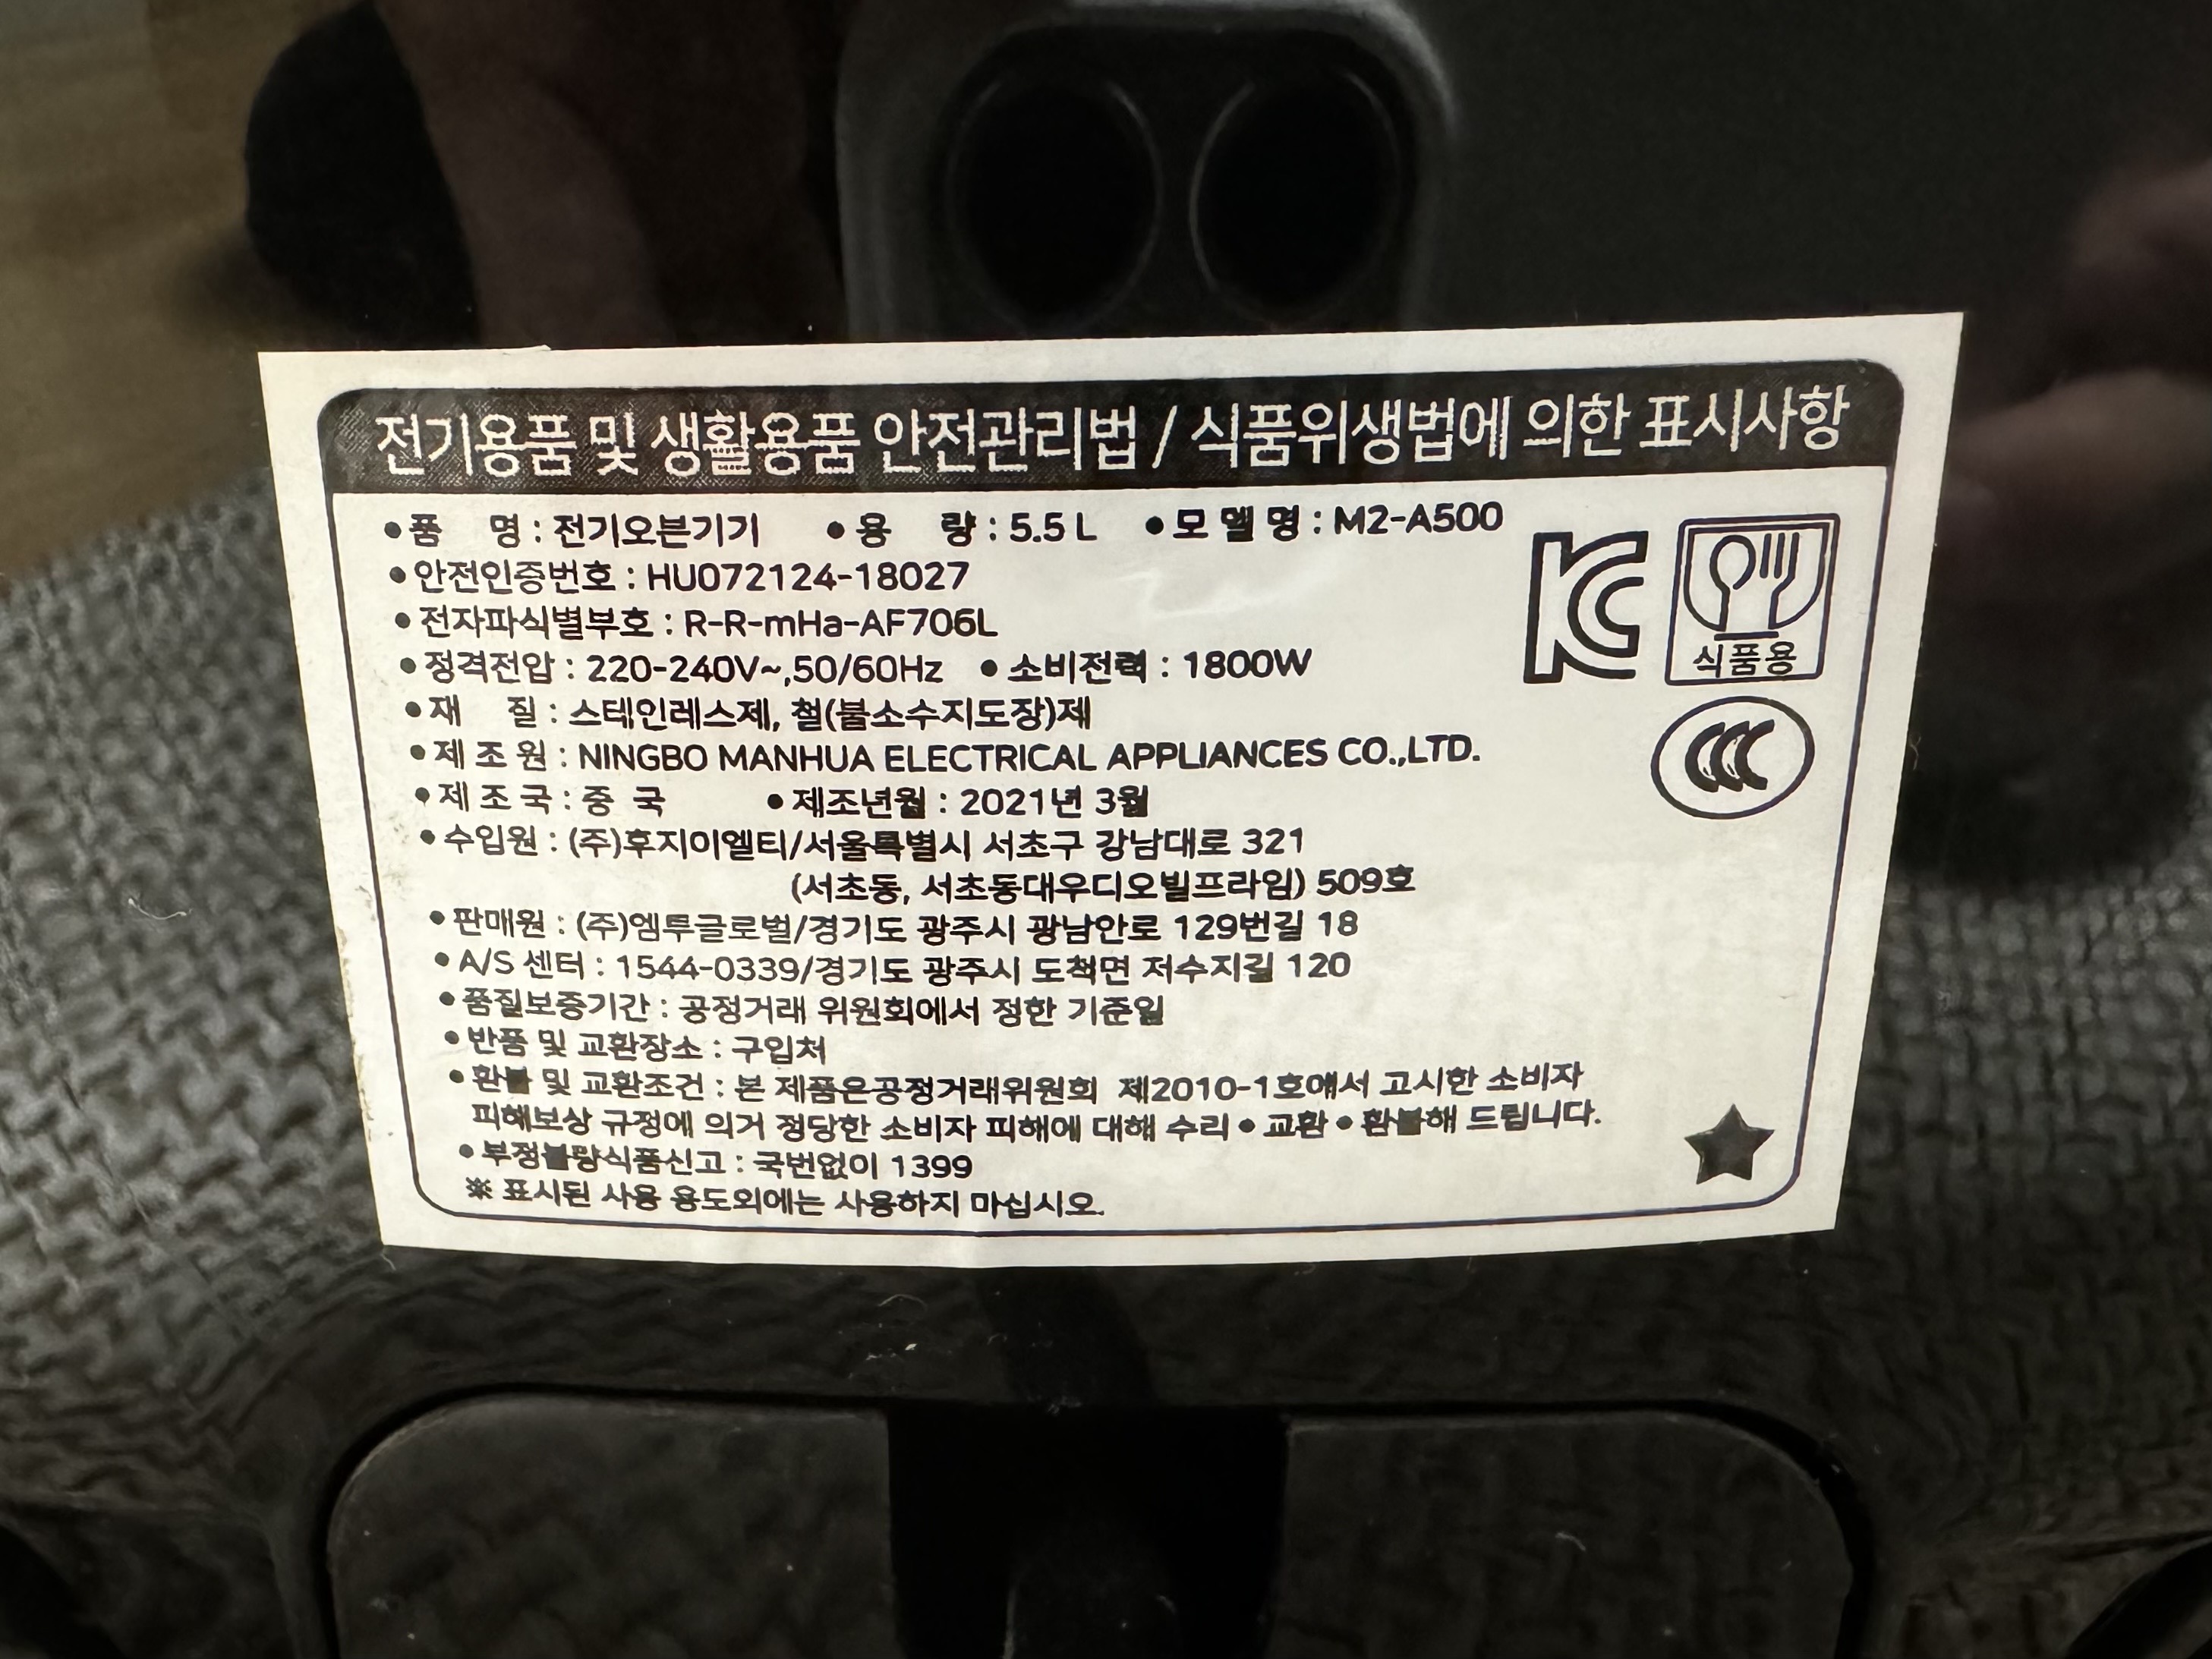 전기용품 및 생활용품 안전관리법 / 식품위생법에 의한 표시사항
•품 명 : 전기오븐기기 •용 량 : 5.5 L •모 델 명 : M2-A500
•안전인증번호 : HU072124-18027
•전자파식별부호 : R-R-mHa-AF706L
•정격전압 : 220-240V~,50/60Hz •소비전력 : 1800W
식품용
•재 질 : 스테인레스제, 철(불소수지도장)제
•제 조 원 : NINGBO MANHUA ELECTRICAL APPLIANCES CO.,LTD.
•제 조 국 : 중 국 •제조년월 : 2021년 3월
•수입원 : (주)후지이엘티/서울특별시 서초구 강남대로 321
(서초동, 서초동대우디오빌프라임) 509호
•판매원 : (주)엠투글로벌/경기도 광주시 광남안로 129번길 18
•A/S 센터 : 1544-0339/경기도 광주시 도척면 저수지길 120
•품질보증기간 : 공정거래 위원회에서 정한 기준일
•반품 및 교환장소 : 구입처
•환불 및 교환조건 : 본 제품은공정거래위원회 제2010-1호에서 고시한 소비자
피해보상 규정에 의거 정당한 소비자 피해에 대해 수리•교환•환불해 드립니다.
•부정불량식품신고 : 국번없이 1399
※ 표시된 사용 용도외에는 사용하지 마십시오.